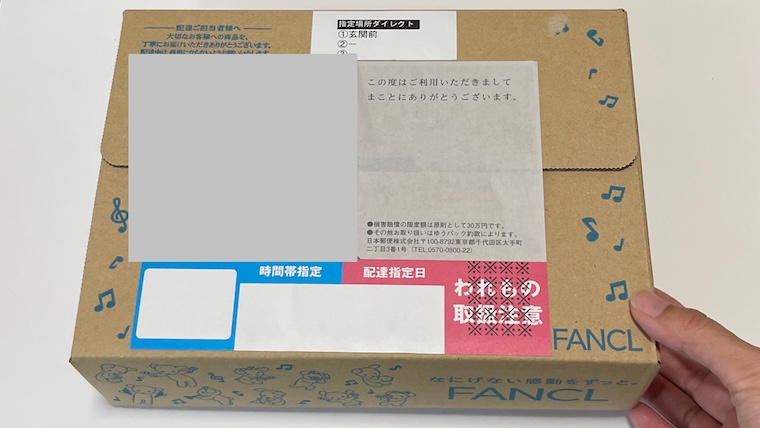 配達ご担当者様へ
大切なお客様への商品を、
丁寧にお届けいただきありがとうございます。
指定場所ダイレクト
①玄関前
②ー
この度はご利用いただきまして
まことにありがとうございます。
●損害賠償の限度額は原則として30万円です。
●その他お取り扱いはゆうパック約款によります。
日本郵便株式会社〒100-8792東京都千代田区大手町
二丁目3番1号（TEL:0570-0800-22）
時間帯指定
配達指定日
われもの
取扱注意
FANCL
なにげない感動をずっと。
FANCL